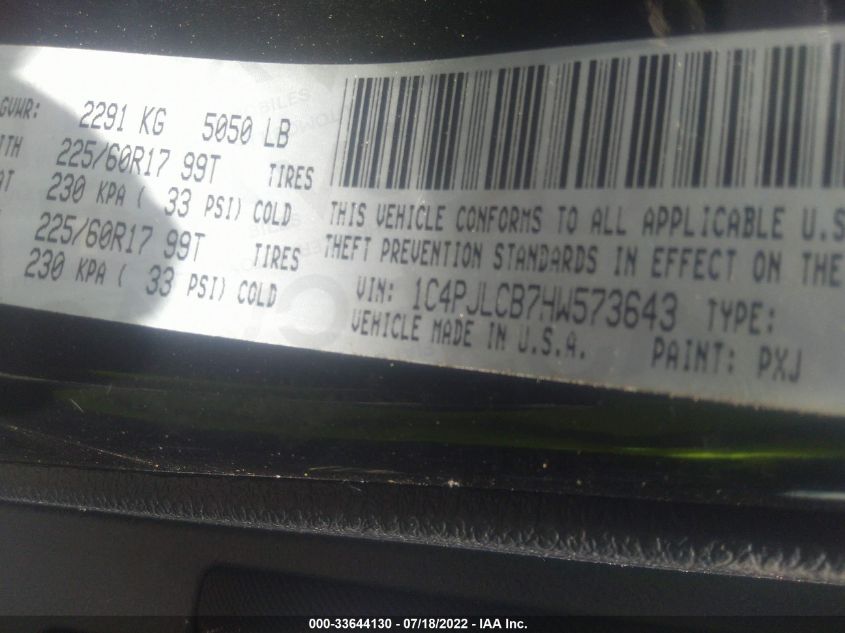 GVWR: 2291 KG 5050 LB
225/60R17 99T TIRES
230 KPA ( 33 PSI) COLD
225/60R17 99T TIRES
230 KPA ( 33 PSI) COLD
THIS VEHICLE CONFORMS TO ALL APPLICABLE U.S
THEFT PREVENTION STANDARDS IN EFFECT ON THE
VIN: 1C4PJLCB7HW573643 TYPE:
VEHICLE MADE IN U.S.A. PAINT: PXJ
000-33644130 - 07/18/2022 - IAA Inc.